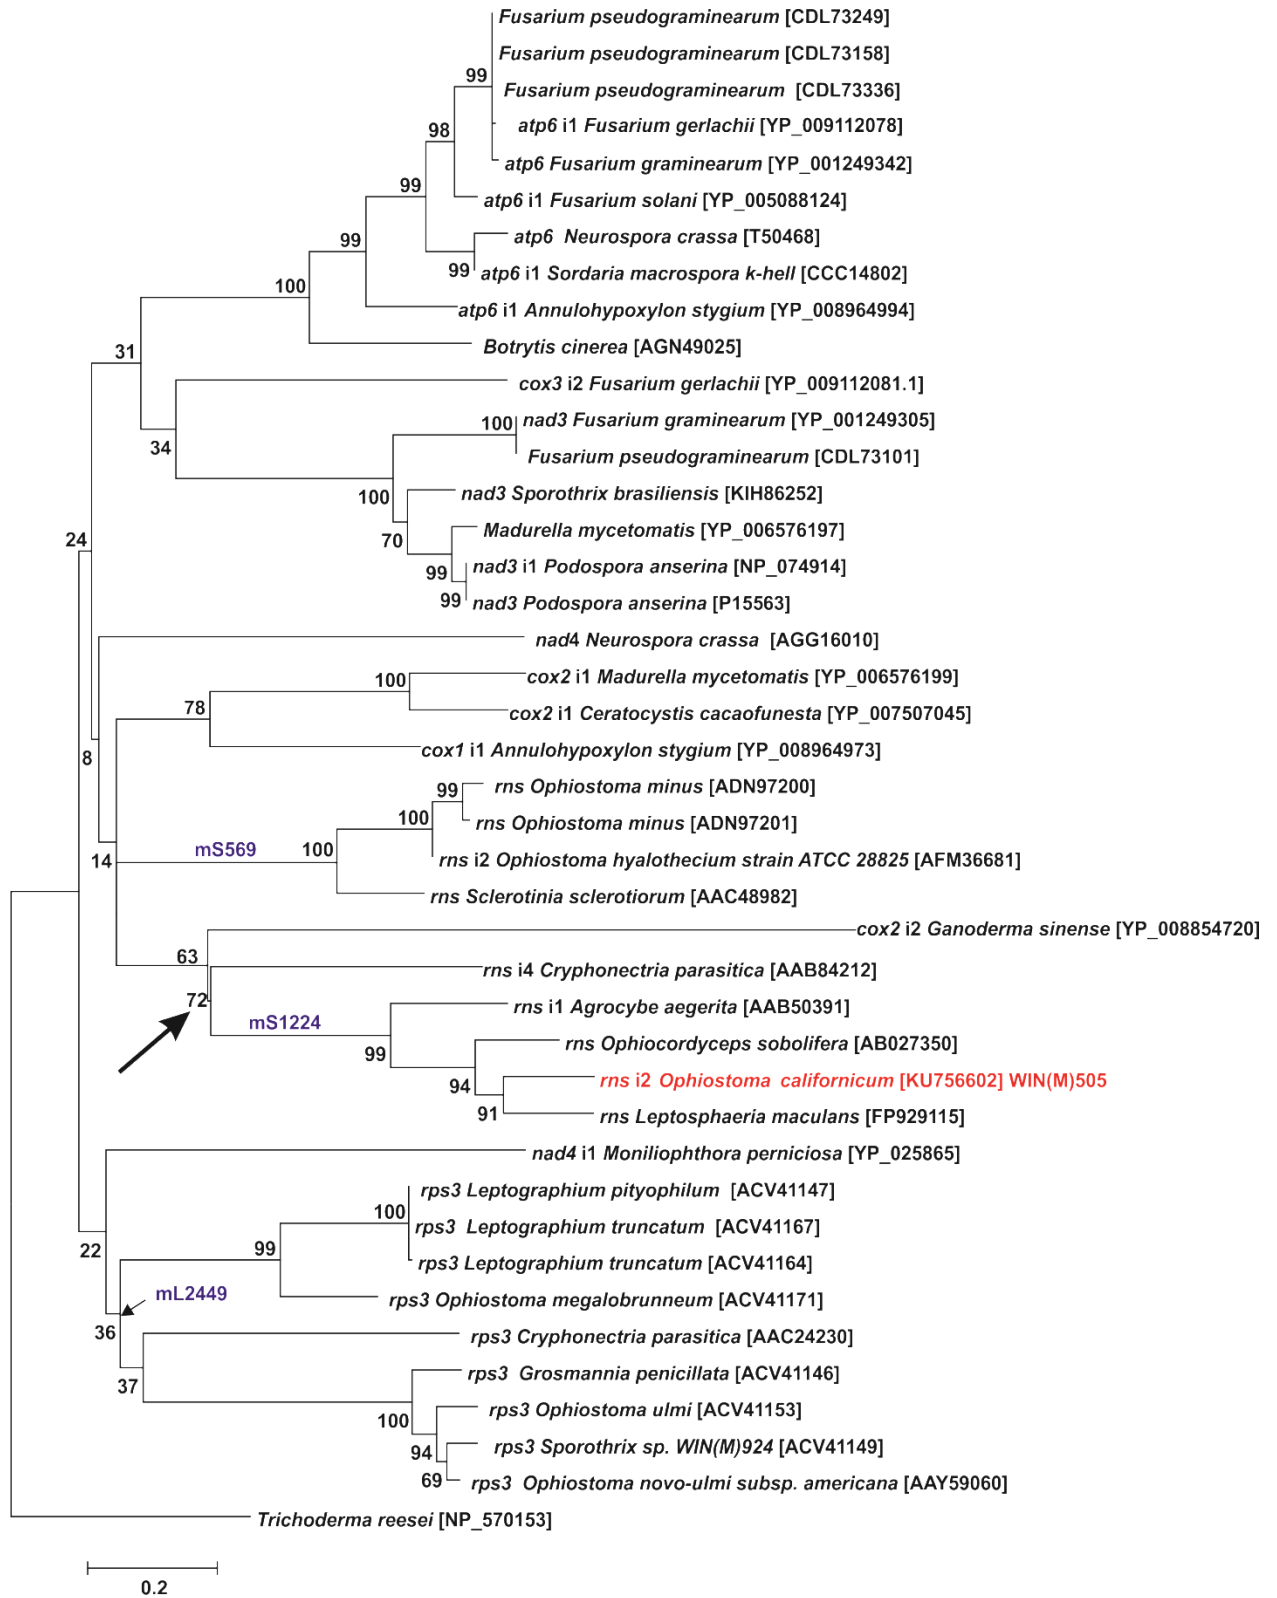 Fusarium pseudograminearum [CDL73249]
Fusarium pseudograminearum [CDL73158]
99
Fusarium pseudograminearum [CDL73336]
98
atp6 i1 Fusarium gerlachii [YP_009112078]
atp6 Fusarium graminearum [YP_001249342]
99
atp6 i1 Fusarium solani [YP_005088124]
99
atp6 Neurospora crassa [T50468]
99
atp6 i1 Sordaria macrospora k-hell [CCC14802]
100
atp6 i1 Annulohypoxylon stygium [YP_008964994]
31
Botrytis cinerea [AGN49025]
cox3 i2 Fusarium gerlachii [YP_009112081.1]
100
nad3 Fusarium graminearum [YP_001249305]
34
Fusarium pseudograminearum [CDL73101]
100
nad3 Sporothrix brasiliensis [KIH86252]
24
70
Madurella mycetomatis [YP_006576197]
99
nad3 i1 Podospora anserina [NP_074914]
99
nad3 Podospora anserina [P15563]
nad4 Neurospora crassa [AGG16010]
100
cox2 i1 Madurella mycetomatis [YP_006576199]
78
cox2 i1 Ceratocystis cacaofunesta [YP_007507045]
8
cox1 i1 Annulohypoxylon stygium [YP_008964973]
99
rns Ophiostoma minus [ADN97200]
100
rns Ophiostoma minus [ADN97201]
14
mS569
100
rns i2 Ophiostoma hyalothecium strain ATCC 28825 [AFM36681]
rns Sclerotinia sclerotiorum [AAC48982]
cox2 i2 Ganoderma sinense [YP_008854720]
63
rns i4 Cryphonectria parasitica [AAB84212]
72
rns i1 Agrocybe aegerita [AAB50391]
mS1224
99
rns Ophiocordyceps sobolifera [AB027350]
94
rns i2 Ophiostoma californicum [KU756602] WIN(M)505
91
rns Leptosphaeria maculans [FP929115]
nad4 i1 Moniliophthora perniciosa [YP_025865]
rps3 Leptographium pityophilum [ACV41147]
100
rps3 Leptographium truncatum [ACV41167]
22
99
rps3 Leptographium truncatum [ACV41164]
mL2449
rps3 Ophiostoma megalobrunneum [ACV41171]
36
rps3 Cryphonectria parasitica [AAC24230]
37
rps3 Grosmannia penicillata [ACV41146]
100
rps3 Ophiostoma ulmi [ACV41153]
94
rps3 Sporothrix sp. WIN(M)924 [ACV41149]
69
rps3 Ophiostoma novo-ulmi subsp. americana [AAY59060]
Trichoderma reesei [NP_570153]
0.2